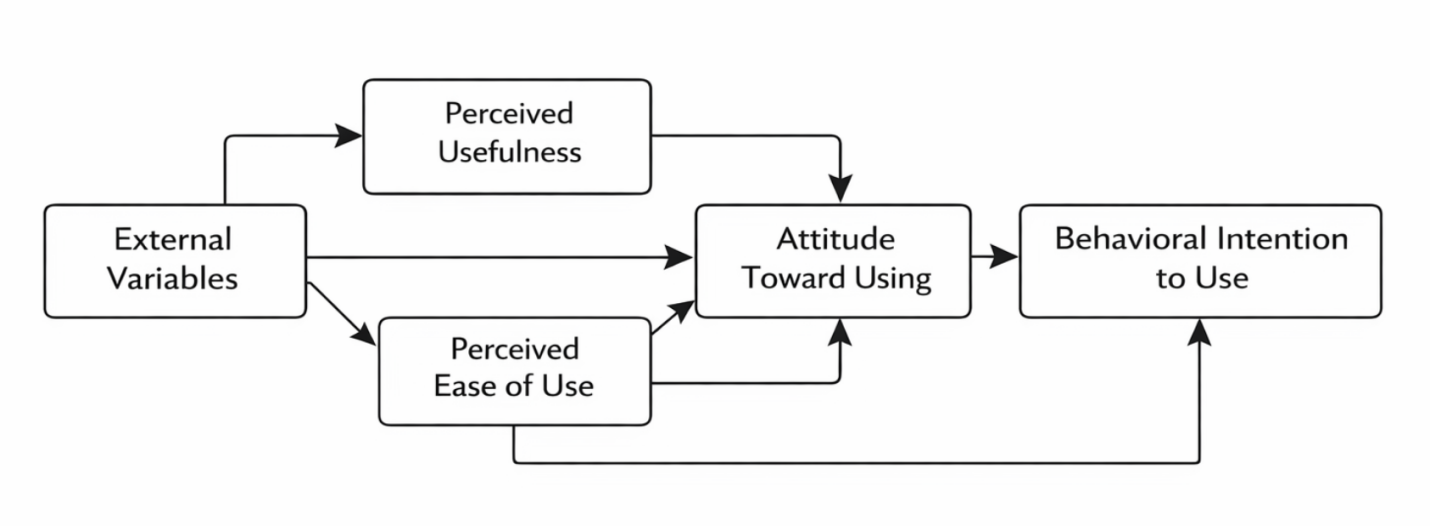 Perceived
Usefulness
External
Variables
Attitude
Toward Using
Behavioral Intention
to Use
Perceived
Ease of Use